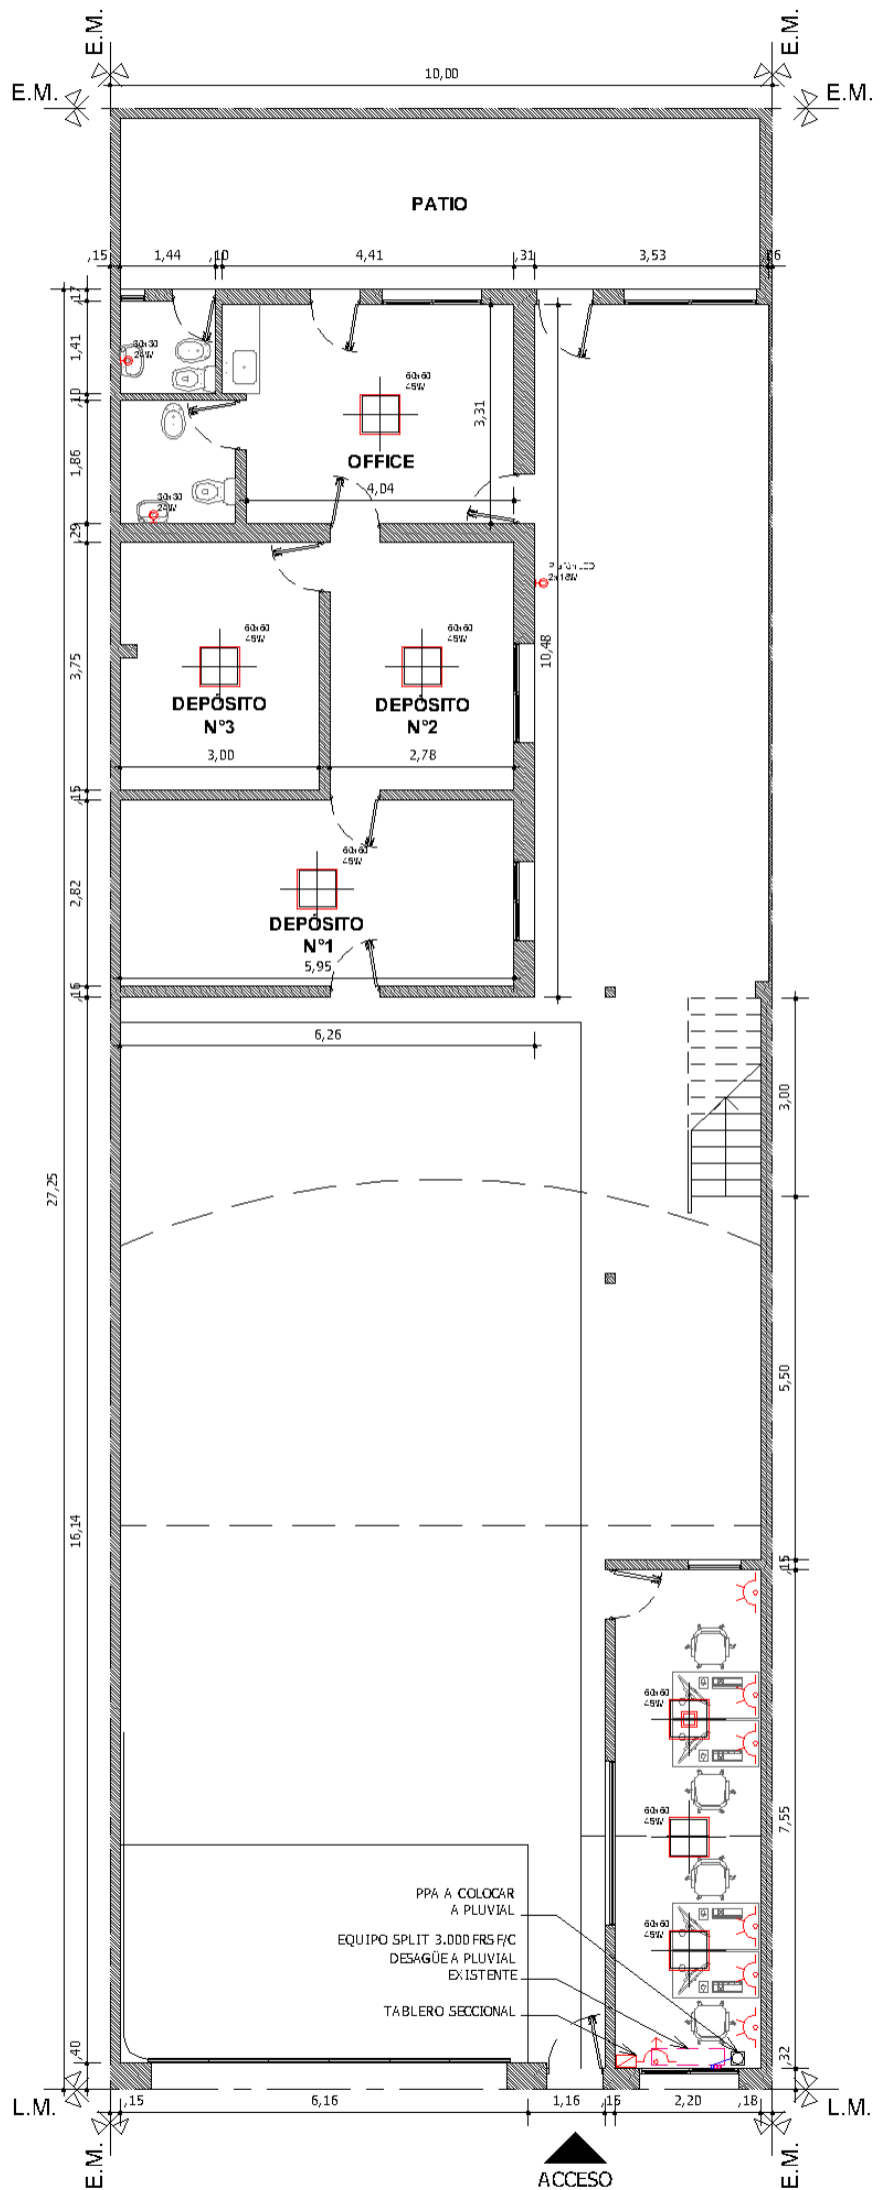 E.M.
E.M.
10,00
E.M.
E.M.
PATIO
,15
1,44
,10
4,41
,31
3,53
,17
1,41
60x60
45W
3,31
,10
OFFICE
4,04
1,86
30x30
24W
,29
2x18W
10,48
60x60
45W
60x60
45W
3,75
DEPÓSITO
N°3
DEPÓSITO
N°2
3,00
2,78
,15
60x60
45W
2,82
DEPÓSITO
N°1
5,95
,16
6,26
3,00
27,25
5,50
16,14
,15
60x60
45W
60x60
45W
7,55
PPA A COLOCAR
A PLUVIAL
60x60
45W
EQUIPO SPLIT 3.000 FRS F/C
DESAGÜE A PLUVIAL
EXISTENTE
TABLERO SECCIONAL
,40
,32
L.M.
,15
6,16
1,16
,15
2,20
,18
L.M.
E.M.
E.M.
ACCESO